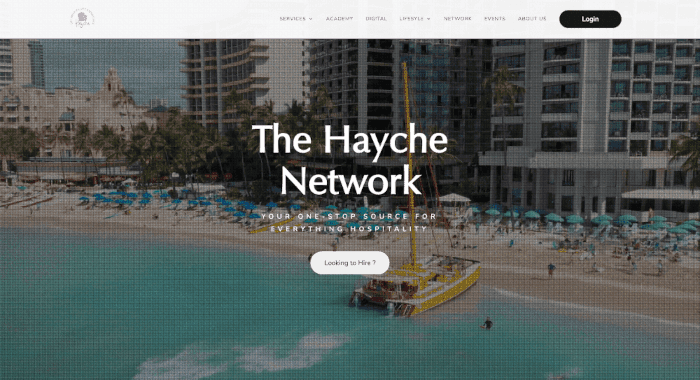 SERVICES
ACADEMY
DIGITAL
LIFESTYLE
NETWORK
EVENTS
ABOUT US
Login
The Hayche
Network
YOUR ONE-STOP SOURCE FOR
EVERYTHING HOSPITALITY
Looking to Hire ?